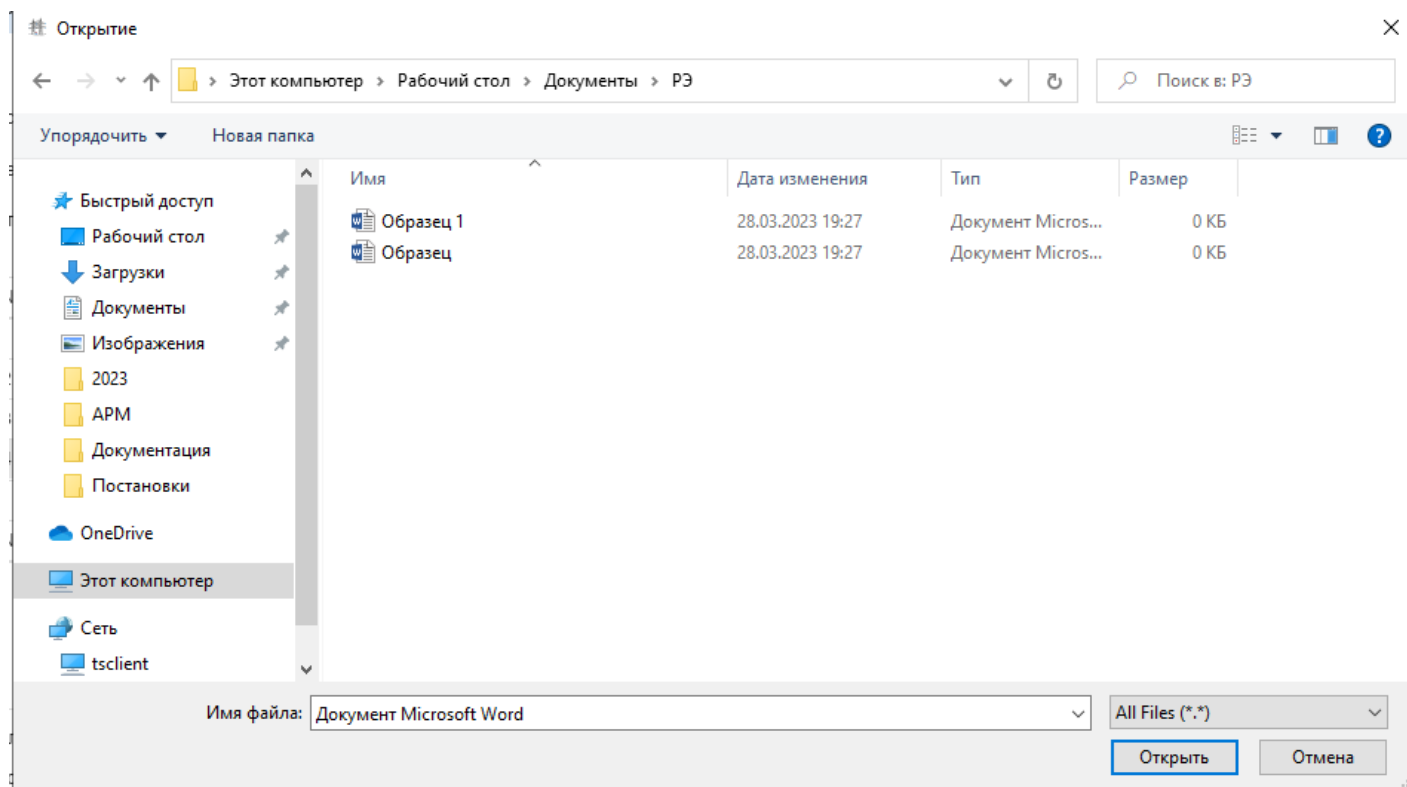 Открытие
Этот компьютер › Рабочий стол › Документы › РЭ
Поиск в: РЭ
Упорядочить Новая папка
Имя Дата изменения Тип Размер
Быстрый доступ
Рабочий стол
Загрузки
Документы
Изображения
2023
АРМ
Документация
Постановки
OneDrive
Этот компьютер
Сеть
tsclient
Образец 1 28.03.2023 19:27 Документ Micros... 0 КБ
Образец 28.03.2023 19:27 Документ Micros... 0 КБ
Имя файла: Документ Microsoft Word All Files (*.*)
Открыть Отмена